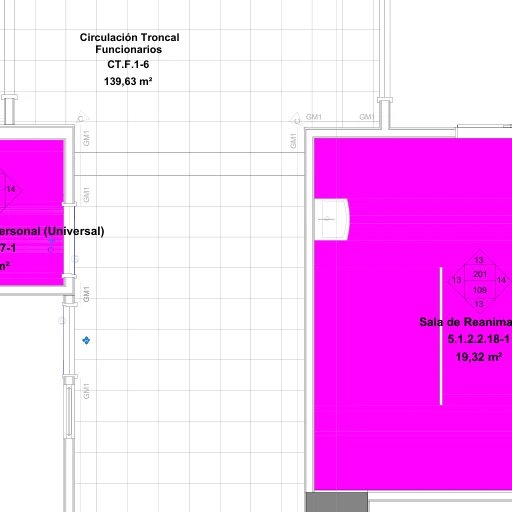 Circulación Troncal
Funcionarios
CT.F.1-6
139,63 m²
GM1
GM1
C
C
GM1
GM1
14
GM1
ersonal (Universal)
7-1
m²
C
GM1
C
GM1
13
201
13
14
109
13
Sala de Reanima
5.1.2.2.18-1
19,32 m²